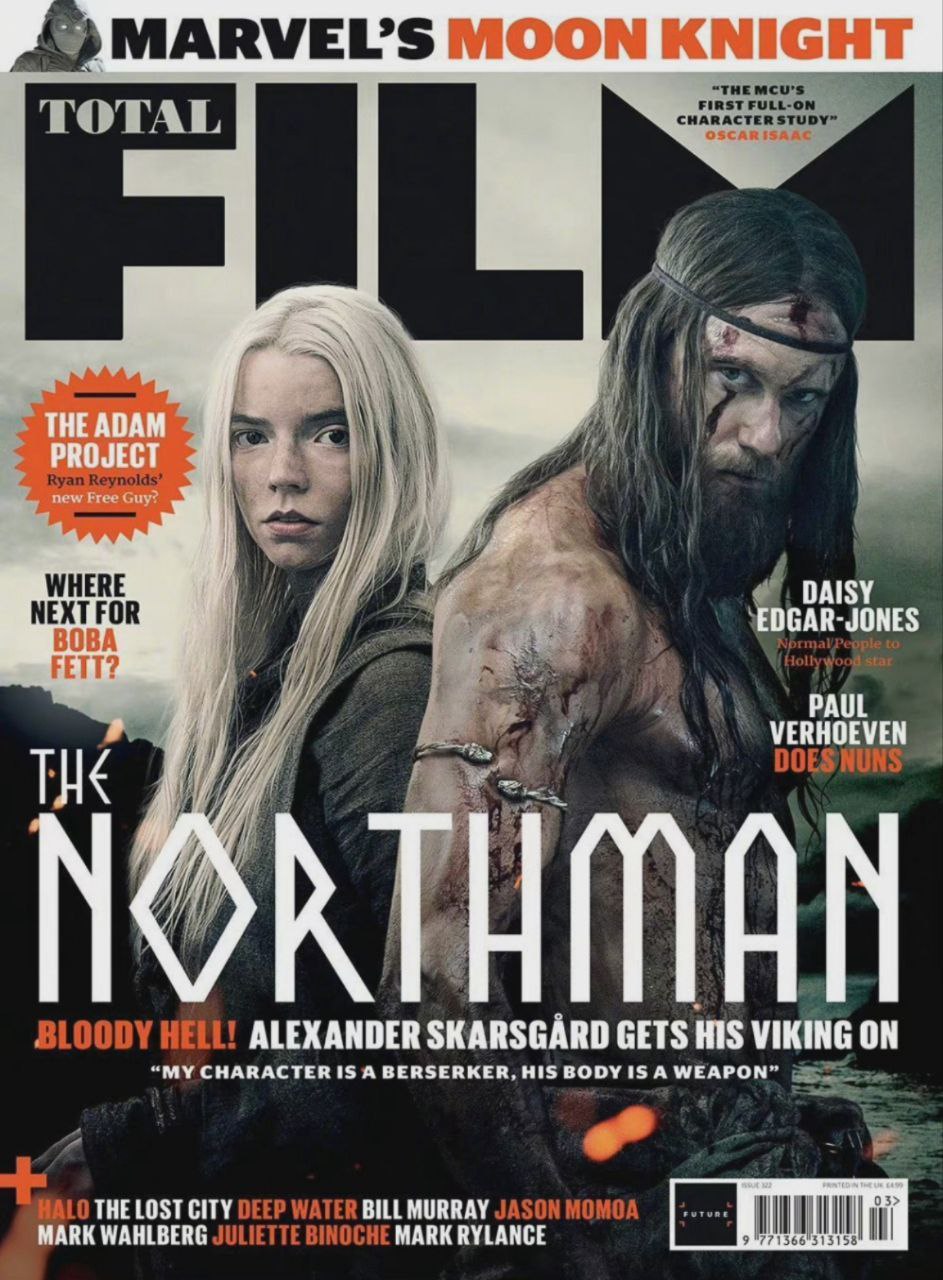 MARVEL'S MOON KNIGHT
TOTAL
FILM
"THE MCU'S
FIRST FULL-ON
CHARACTER STUDY"
OSCAR ISAAC
THE ADAM
PROJECT
Ryan Reynolds'
new Free Guy?
WHERE
NEXT FOR
BOBA
FETT?
DAISY
EDGAR-JONES
Normal People to
Hollywood star
PAUL
VERHOEVEN
DOES NUNS
THE
NORTHMAN
BLOODY HELL! ALEXANDER SKARSGÅRD GETS HIS VIKING ON
"MY CHARACTER IS A BERSERKER, HIS BODY IS A WEAPON"
+
HALO THE LOST CITY DEEP WATER BILL MURRAY JASON MOMOA
MARK WAHLBERG JULIETTE BINOCHE MARK RYLANCE
FUTURE
ISSUE 322 PRINTED IN THE UK £4.99
03>
9 771366 313158